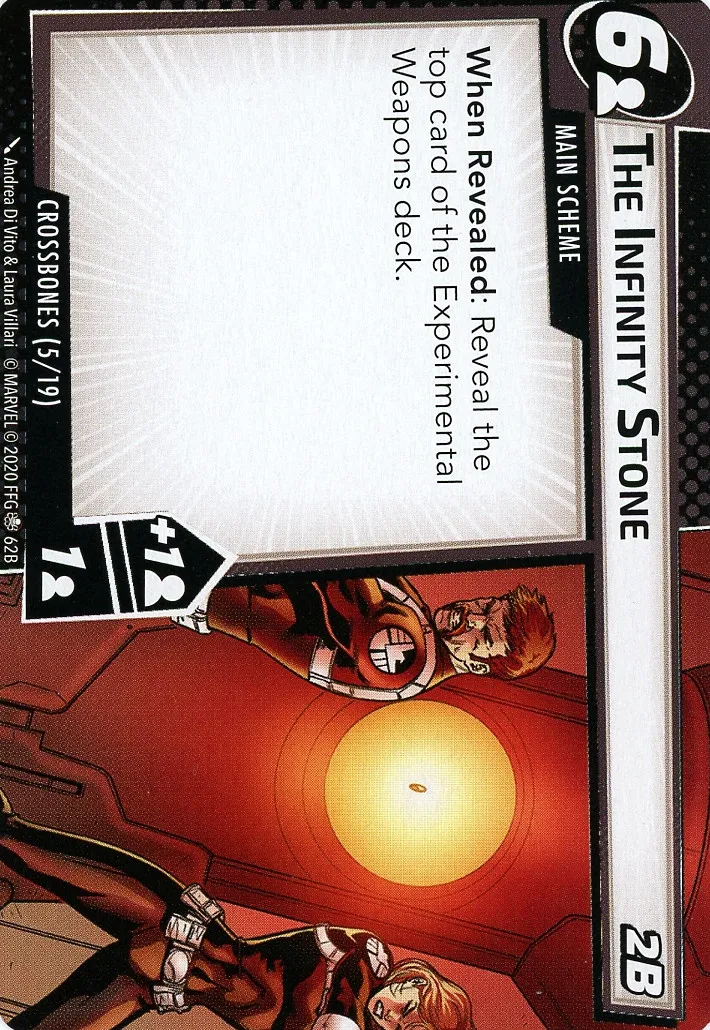 6
THE INFINITY STONE
2B
MAIN SCHEME
When Revealed: Reveal the
top card of the Experimental
Weapons deck.
+1
1
CROSSBONES (5/19)
Andrea Di Vito & Laura Villari © MARVEL © 2020 FFG 62B